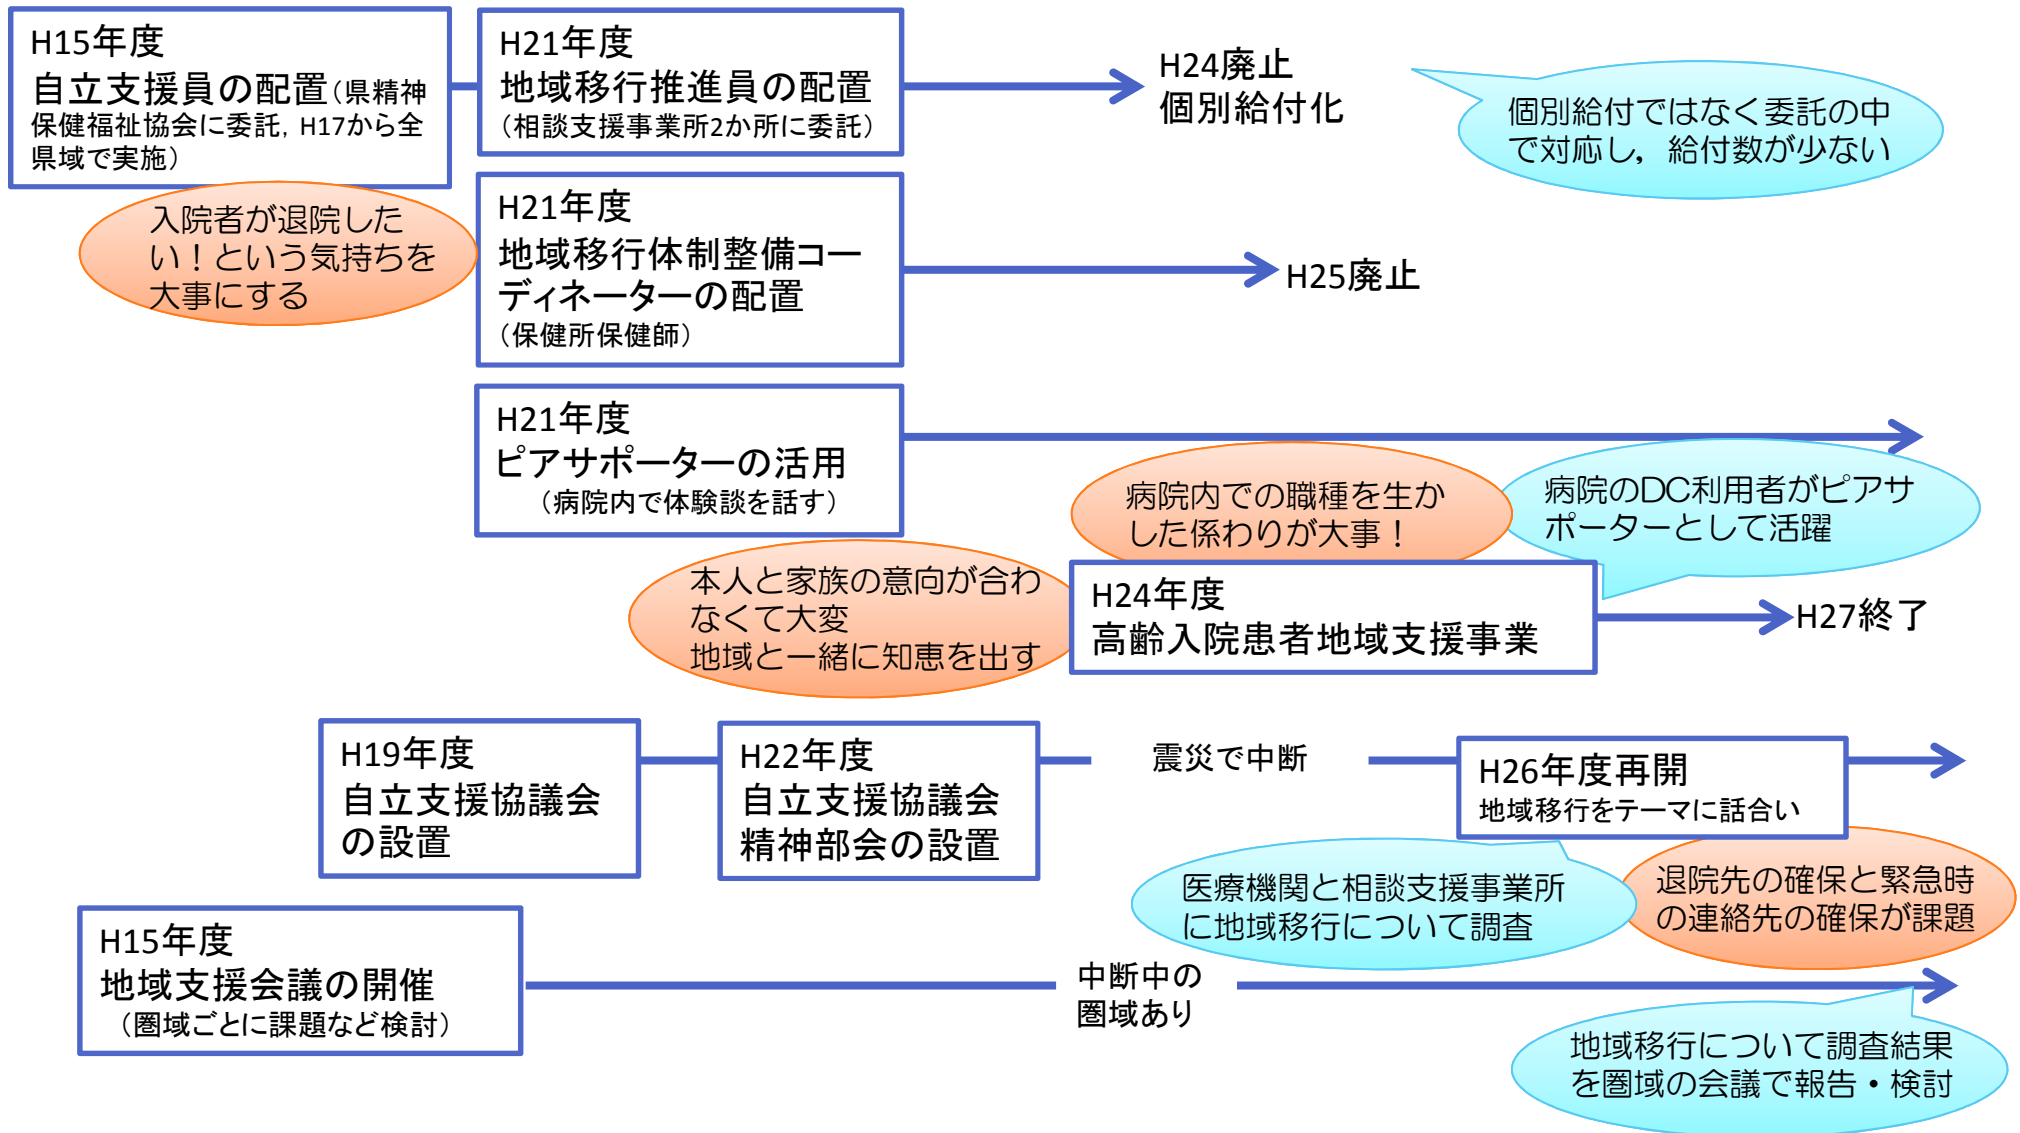 H15年度
自立支援員の配置（県精神
保健福祉協会に委託，H17から全
県域で実施）
H21年度
地域移行推進員の配置
（相談支援事業所2か所に委託）
H24廃止
個別給付化
個別給付ではなく委託の中
で対応し，給付数が少ない
入院者が退院した
い！という気持ちを
大事にする
H21年度
地域移行体制整備コー
ディネーターの配置
（保健所保健師）
H25廃止
H21年度
ピアサポーターの活用
（病院内で体験談を話す）
病院内での職種を生か
した係わりが大事！
病院のDC利用者がピアサ
ポーターとして活躍
本人と家族の意向が合わ
なくて大変
地域と一緒に知恵を出す
H24年度
高齢入院患者地域支援事業
H27終了
H19年度
自立支援協議会
の設置
H22年度
自立支援協議会
精神部会の設置
震災で中断
H26年度再開
地域移行をテーマに話合い
医療機関と相談支援事業所
に地域移行について調査
退院先の確保と緊急時
の連絡先の確保が課題
H15年度
地域支援会議の開催
（圏域ごとに課題など検討）
中断中の
圏域あり
地域移行について調査結果
を圏域の会議で報告・検討